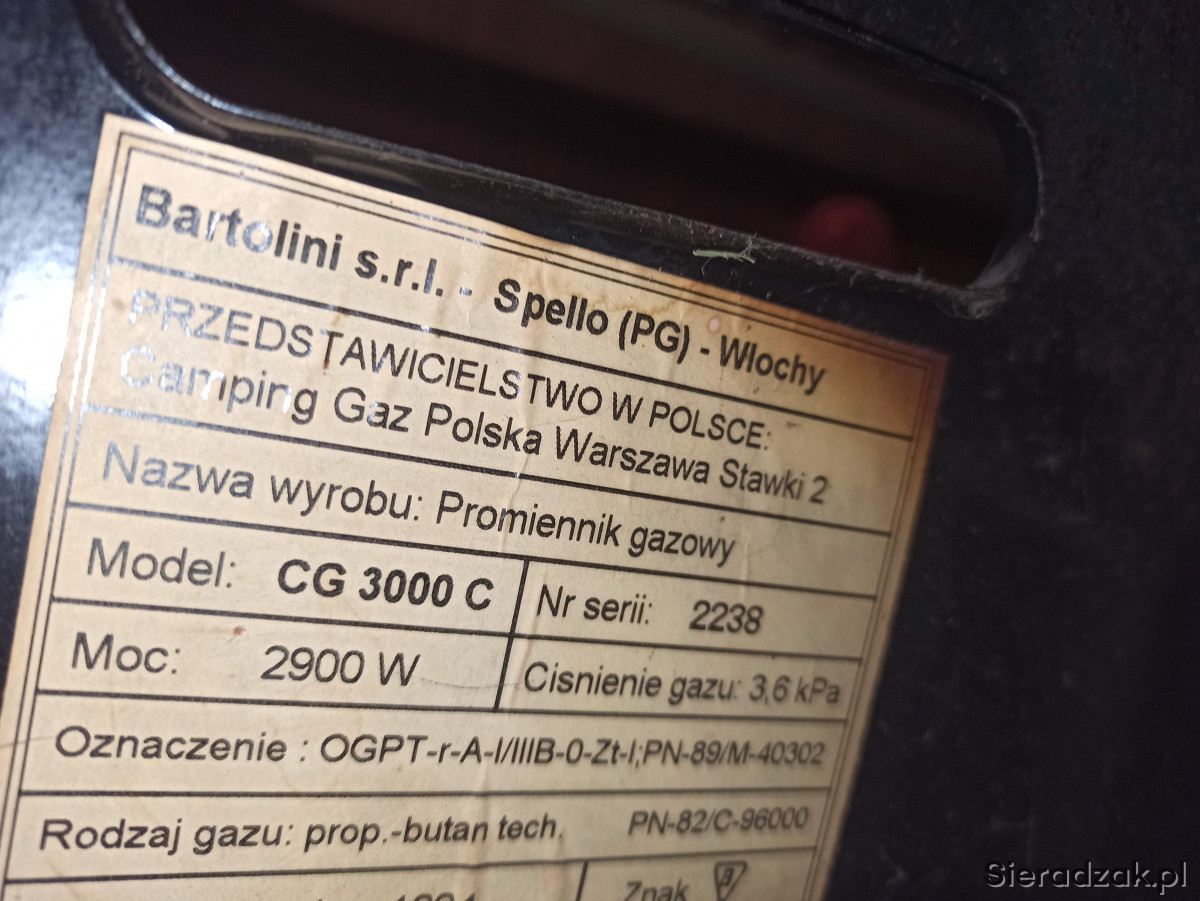 Bartolini s.r.l. - Spello (PG) - Wlochy
PRZEDSTAWICIELSTWO W POLSCE:
Camping Gaz Polska Warszawa Stawki 2
Nazwa wyrobu: Promiennik gazowy
Model: CG 3000 C Nr serii: 2238
Moc: 2900 W Cisnienie gazu: 3,6 kPa
Oznaczenie : OGPT-r-A-I/IIIB-0-Zt-I;PN-89/M-40302
Rodzaj gazu: prop.-butan tech. PN-82/C-96000
Znak B
Sieradzak.pl